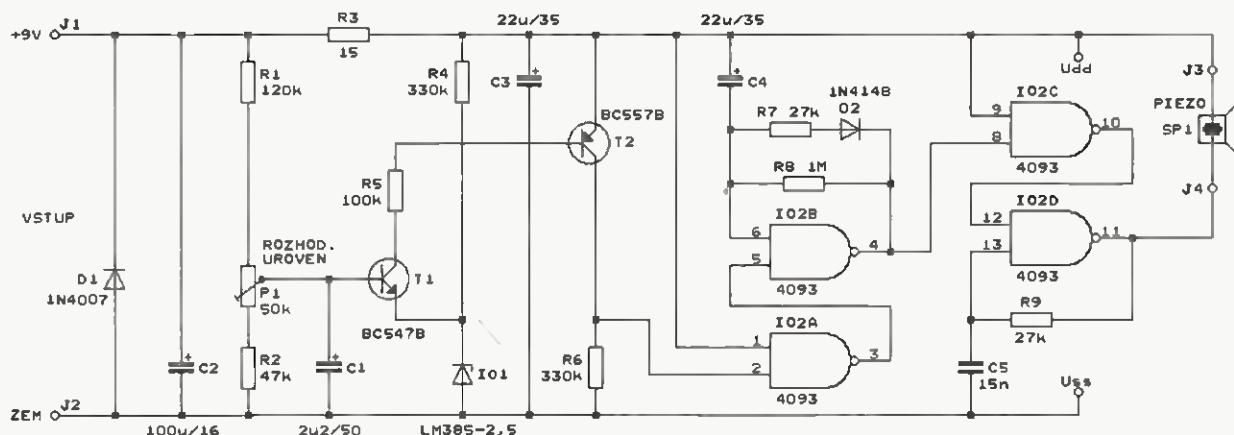 +9V
J1
R3
15
22u/35
22u/35
R1
120k
R4
330k
C3
C4
BC557B
T2
R7 27k
1N4148
D2
R8 1M
IO2C
9
8
10
4093
Udd
J3
PIEZO
SP1
J4
R5
100k
VSTUP
ROZHOD.
UROVEN
D1
1N4007
P1
50k
T1
BC547B
IO2B
6
5
4
4093
IO2D
12
13
11
4093
R9
27k
R2
47k
C2
C1
IO1
R6
330k
IO2A
1
2
3
4093
C5
15n
Uss
ZEM
J2
100u/16
2u2/50
LM385-2,5